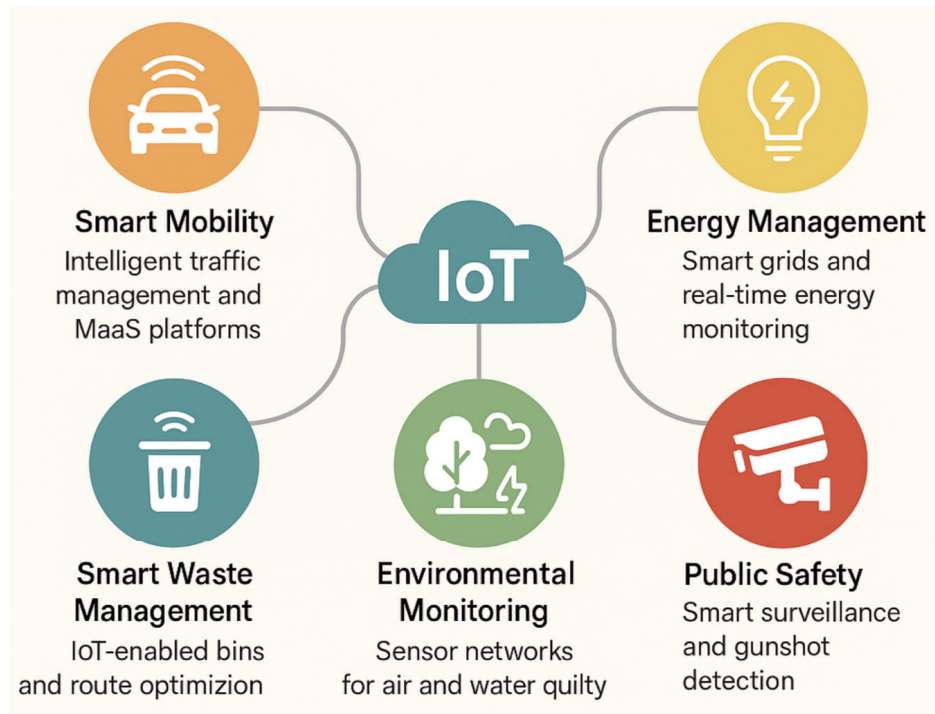 Smart Mobility
Intelligent traffic
management and
MaaS platforms
IoT
Energy Management
Smart grids and
real-time energy
monitoring
Smart Waste
Management
IoT-enabled bins
and route optimizion
Environmental
Monitoring
Sensor networks
for air and water quilty
Public Safety
Smart surveillance
and gunshot
detection